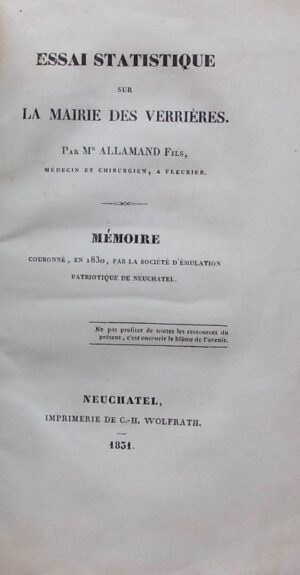 ESSAI STATISTIQUE
SUR
LA MAIRIE DES VERRIÈRES.
PAR Mr ALLAMAND FILS,
MÉDECIN ET CHIRURGIEN, A FLEURIER.
MÉMOIRE
COURONNÉ, EN 1830, PAR LA SOCIÉTÉ D'ÉMULATION
PATRIOTIQUE DE NEUCHATEL.
Ne pas profiter de toutes les ressources du
présent, c'est encourir le blâme de l'avenir.
NEUCHATEL,
IMPRIMERIE DE C.-H. WOLFRATH.
1831.